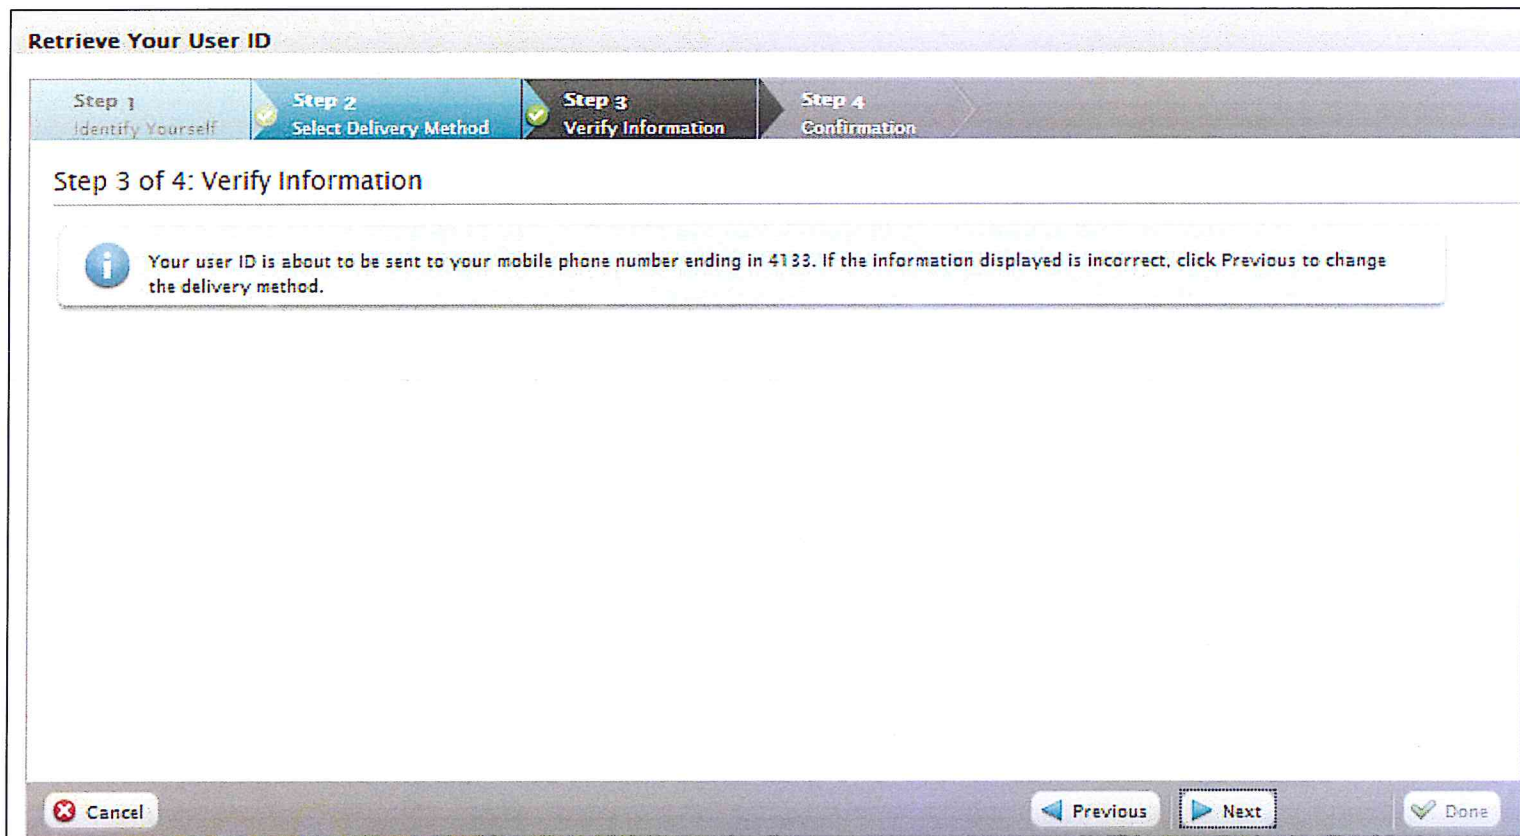 Retrieve Your User ID
Step 1
Identify Yourself
Step 2
Select Delivery Method
Step 3
Verify Information
Step 4
Confirmation
Step 3 of 4: Verify Information
Your user ID is about to be sent to your mobile phone number ending in 4133. If the information displayed is incorrect, click Previous to change
the delivery method.
Cancel
Previous
Next
Done